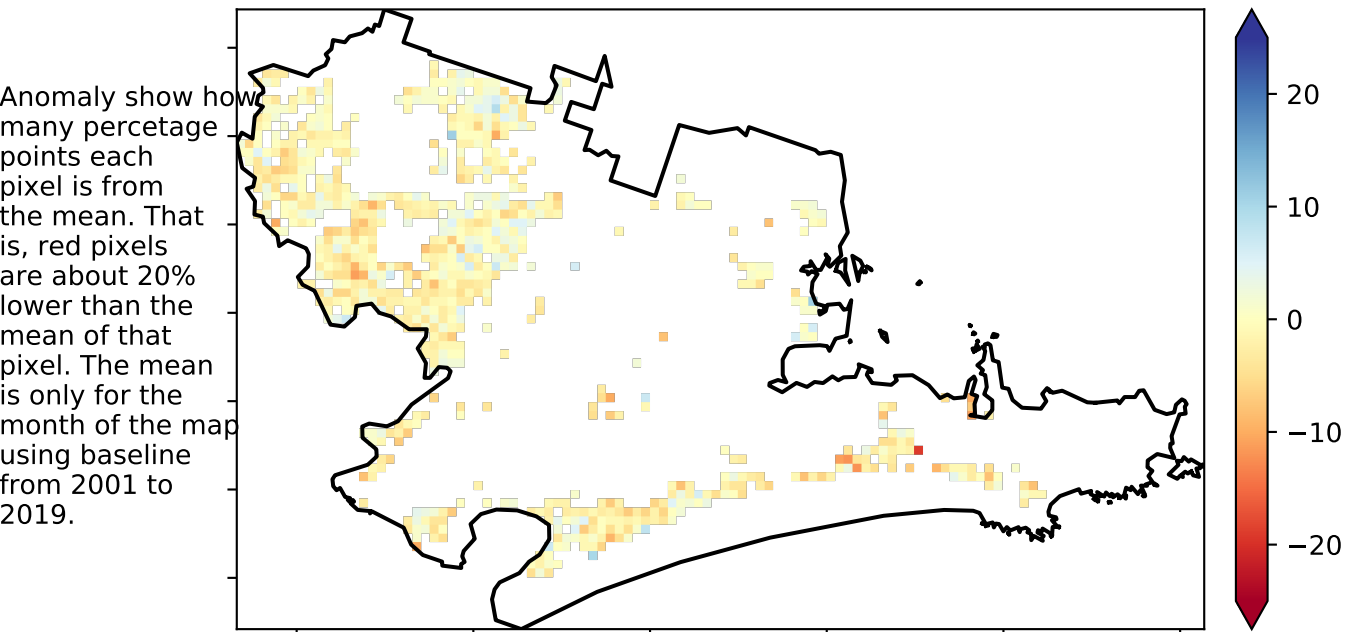 Anomaly show how
many percetage
points each
pixel is from
the mean. That
is, red pixels
are about 20%
lower than the
mean of that
pixel. The mean
is only for the
month of the map
using baseline
from 2001 to
2019.
20
10
0
−10
−20